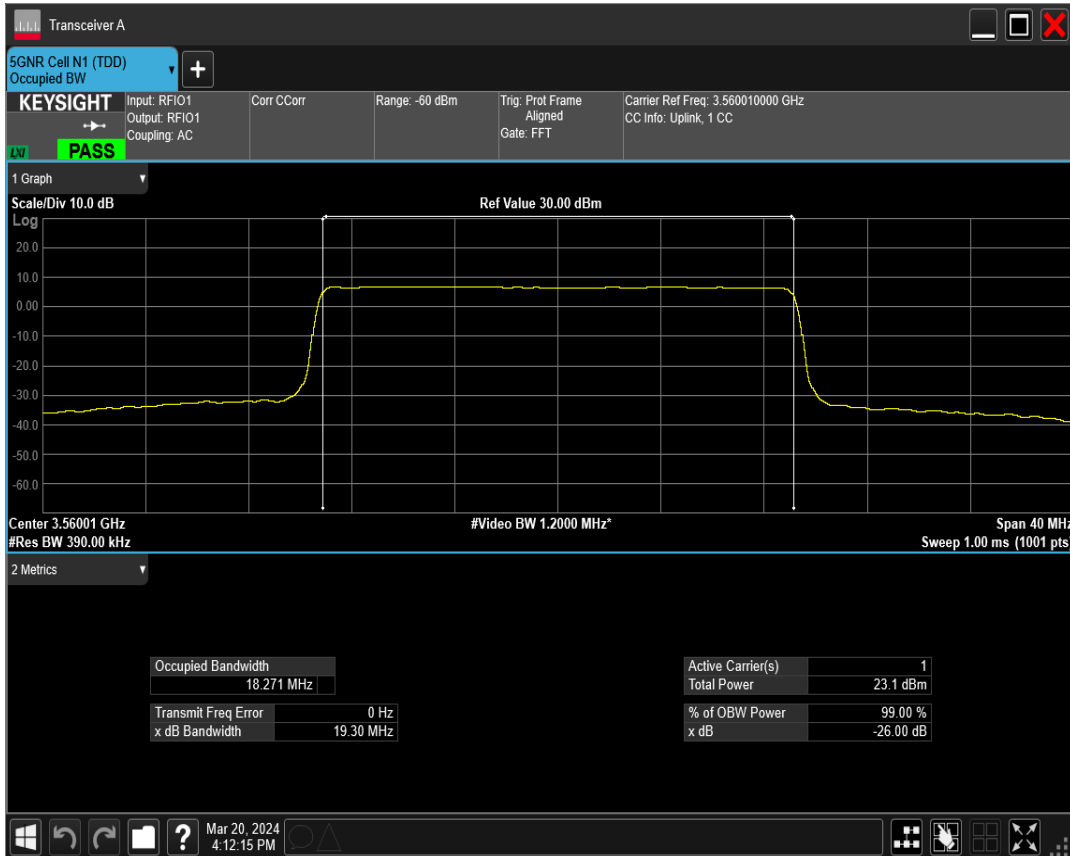 Transceiver A
5GNR Cell N1 (TDD)
Occupied BW
+
KEYSIGHT
LXI
PASS
Input: RFIO1
Output: RFIO1
Coupling: AC
Corr CCorr
Range: -60 dBm
Trig: Prot Frame
Aligned
Gate: FFT
Carrier Ref Freq: 3.560010000 GHz
CC Info: Uplink, 1 CC
1 Graph
Scale/Div 10.0 dB
Ref Value 30.00 dBm
Log
20.0
10.0
0.00
-10.0
-20.0
-30.0
-40.0
-50.0
-60.0
Center 3.56001 GHz
#Video BW 1.2000 MHz*
Span 40 MHz
#Res BW 390.00 kHz
Sweep 1.00 ms (1001 pts)
2 Metrics
Occupied Bandwidth
18.271 MHz
Transmit Freq Error 0 Hz
x dB Bandwidth 19.30 MHz
Active Carrier(s) 1
Total Power 23.1 dBm
% of OBW Power 99.00 %
x dB -26.00 dB
?
Mar 20, 2024
4:12:15 PM